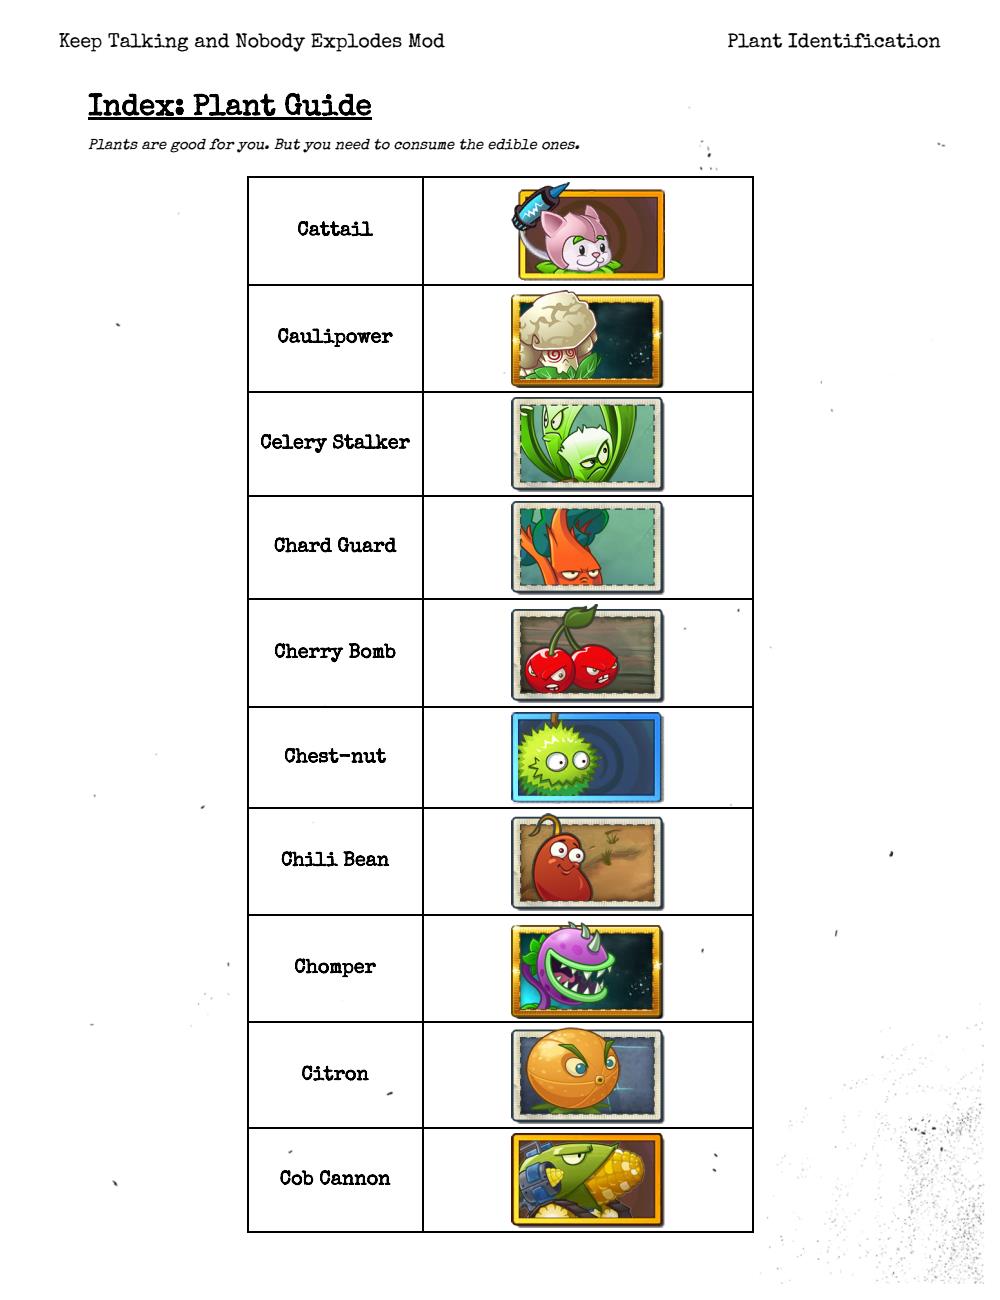 Keep Talking and Nobody Explodes Mod
Plant Identification
Index: Plant Guide
Plants are good for you. But you need to consume the edible ones.
Cattail
Caulipower
Celery Stalker
Chard Guard
Cherry Bomb
Chest-nut
Chili Bean
Chomper
Citron
Cob Cannon